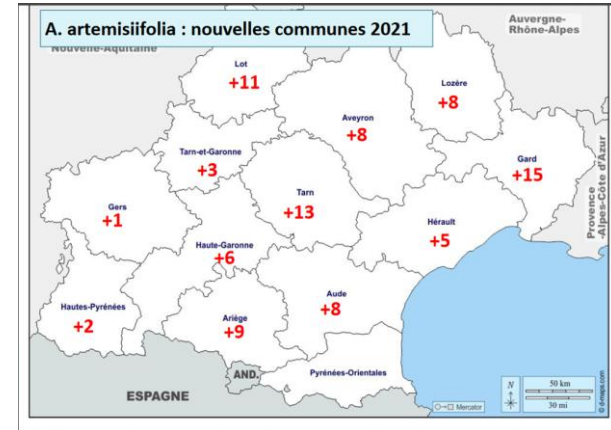 A. artemisiifolia : nouvelles communes 2021
Nouvelle-Aquitaine
Auvergne-
Rhône-Alpes
Lot
+11
Lozère
+8
Aveyron
+8
Tarn-et-Garonne
+3
Gard
+15
Provence
-Alpes-Côte d'Azur
Tarn
+13
Gers
+1
Hérault
+5
Haute-Garonne
+6
Hautes-Pyrénées
+2
Aude
+8
Ariège
+9
Pyrénées-Orientales
AND.
ESPAGNE
Mercator
N
50 km
30 mi
© d-maps.com